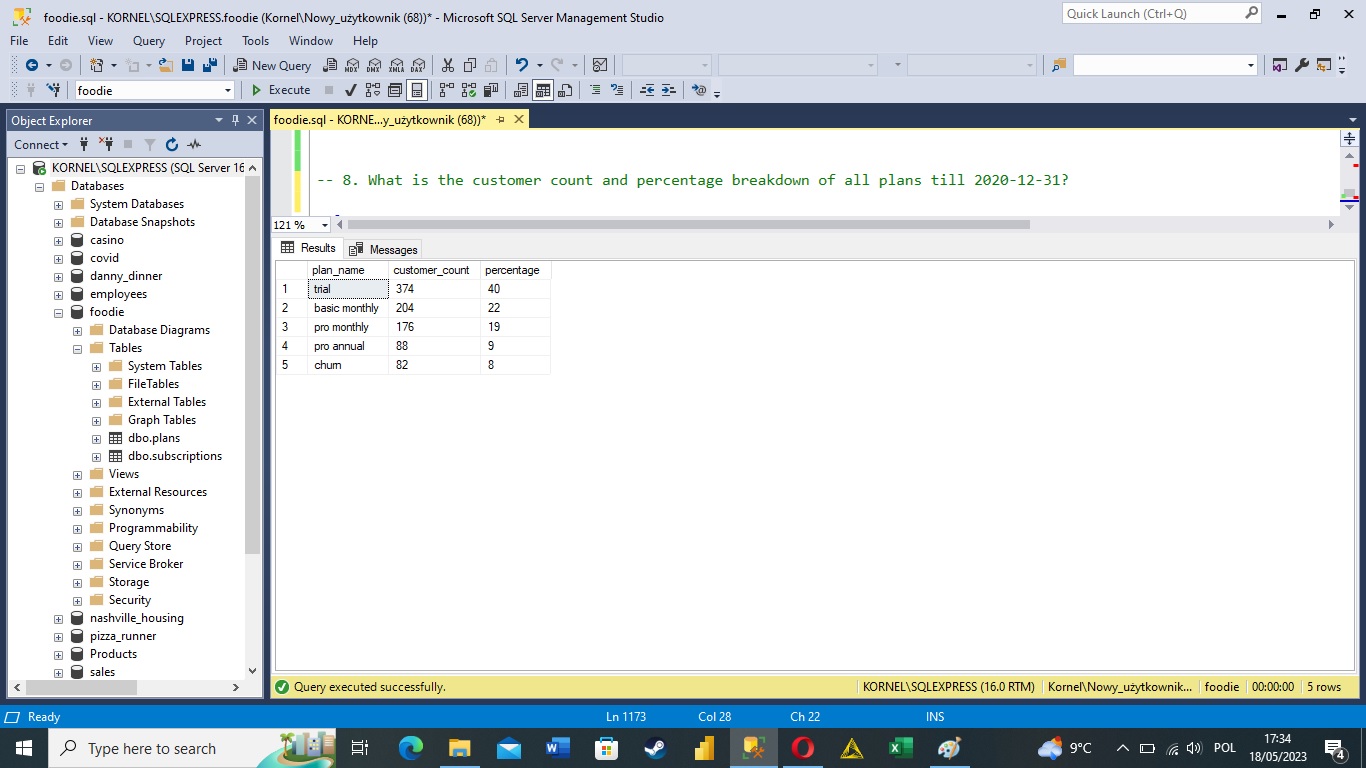 foodie.sql - KORNEL\SQLEXPRESS.foodie (Kornel\Nowy_użytkownik (68))* - Microsoft SQL Server Management Studio
Quick Launch (Ctrl+Q)
File Edit View Query Project Tools Window Help
New Query MDX DMX XMLA DAX
foodie Execute
Object Explorer
foodie.sql - KORNE...y_użytkownik (68))*
Connect
KORNEL\SQLEXPRESS (SQL Server 16
Databases
System Databases
Database Snapshots
casino
covid
danny_dinner
employees
foodie
Database Diagrams
Tables
System Tables
FileTables
External Tables
Graph Tables
dbo.plans
dbo.subscriptions
Views
External Resources
Synonyms
Programmability
Query Store
Service Broker
Storage
Security
nashville_housing
pizza_runner
Products
sales
-- 8. What is the customer count and percentage breakdown of all plans till 2020-12-31?
121 %
Results Messages
plan_name customer_count percentage
1 trial 374 40
2 basic monthly 204 22
3 pro monthly 176 19
4 pro annual 88 9
5 churn 82 8
Query executed successfully. KORNEL\SQLEXPRESS (16.0 RTM) Kornel\Nowy_użytkownik... foodie 00:00:00 5 rows
Ready Ln 1173 Col 28 Ch 22 INS
Type here to search
9°C POL 17:34
18/05/2023 4